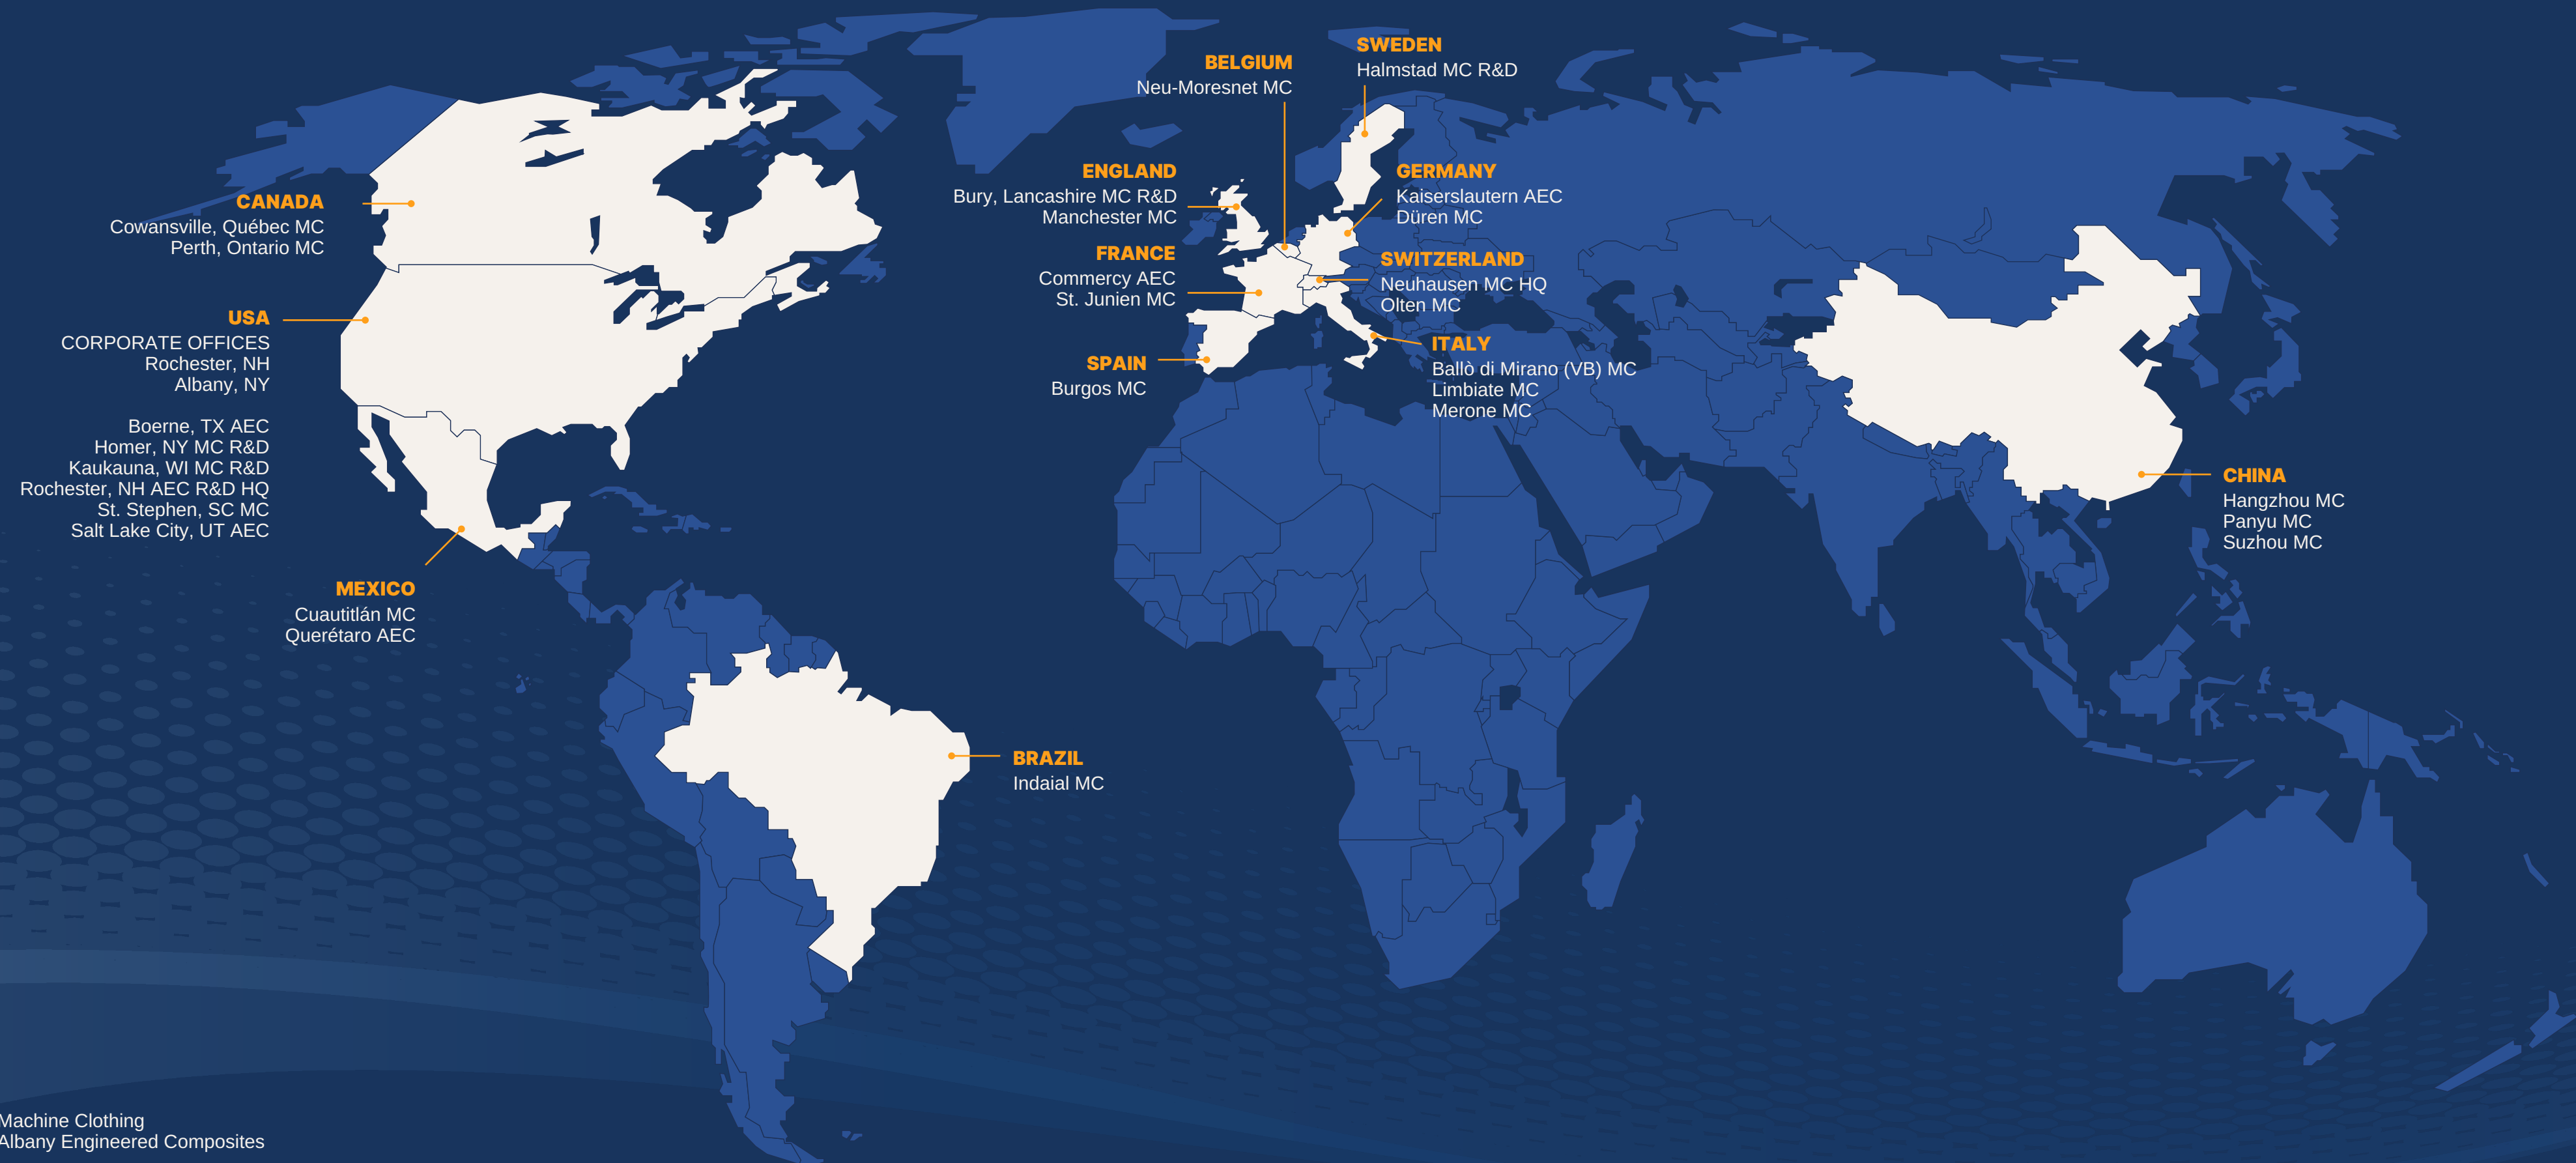 SWEDEN
Halmstad MC R&D
BELGIUM
Neu-Moresnet MC
ENGLAND
Bury, Lancashire MC R&D
Manchester MC
GERMANY
Kaiserslautern AEC
Düren MC
CANADA
Cowansville, Québec MC
Perth, Ontario MC
FRANCE
Commercy AEC
St. Junien MC
SWITZERLAND
Neuhausen MC HQ
Olten MC
USA
CORPORATE OFFICES
Rochester, NH
Albany, NY
Boerne, TX AEC
Homer, NY MC R&D
Kaukauna, WI MC R&D
Rochester, NH AEC R&D HQ
St. Stephen, SC MC
Salt Lake City, UT AEC
SPAIN
Burgos MC
ITALY
Ballò di Mirano (VB) MC
Limbiate MC
Merone MC
CHINA
Hangzhou MC
Panyu MC
Suzhou MC
MEXICO
Cuautitlán MC
Querétaro AEC
BRAZIL
Indaial MC
Machine Clothing
Albany Engineered Composites